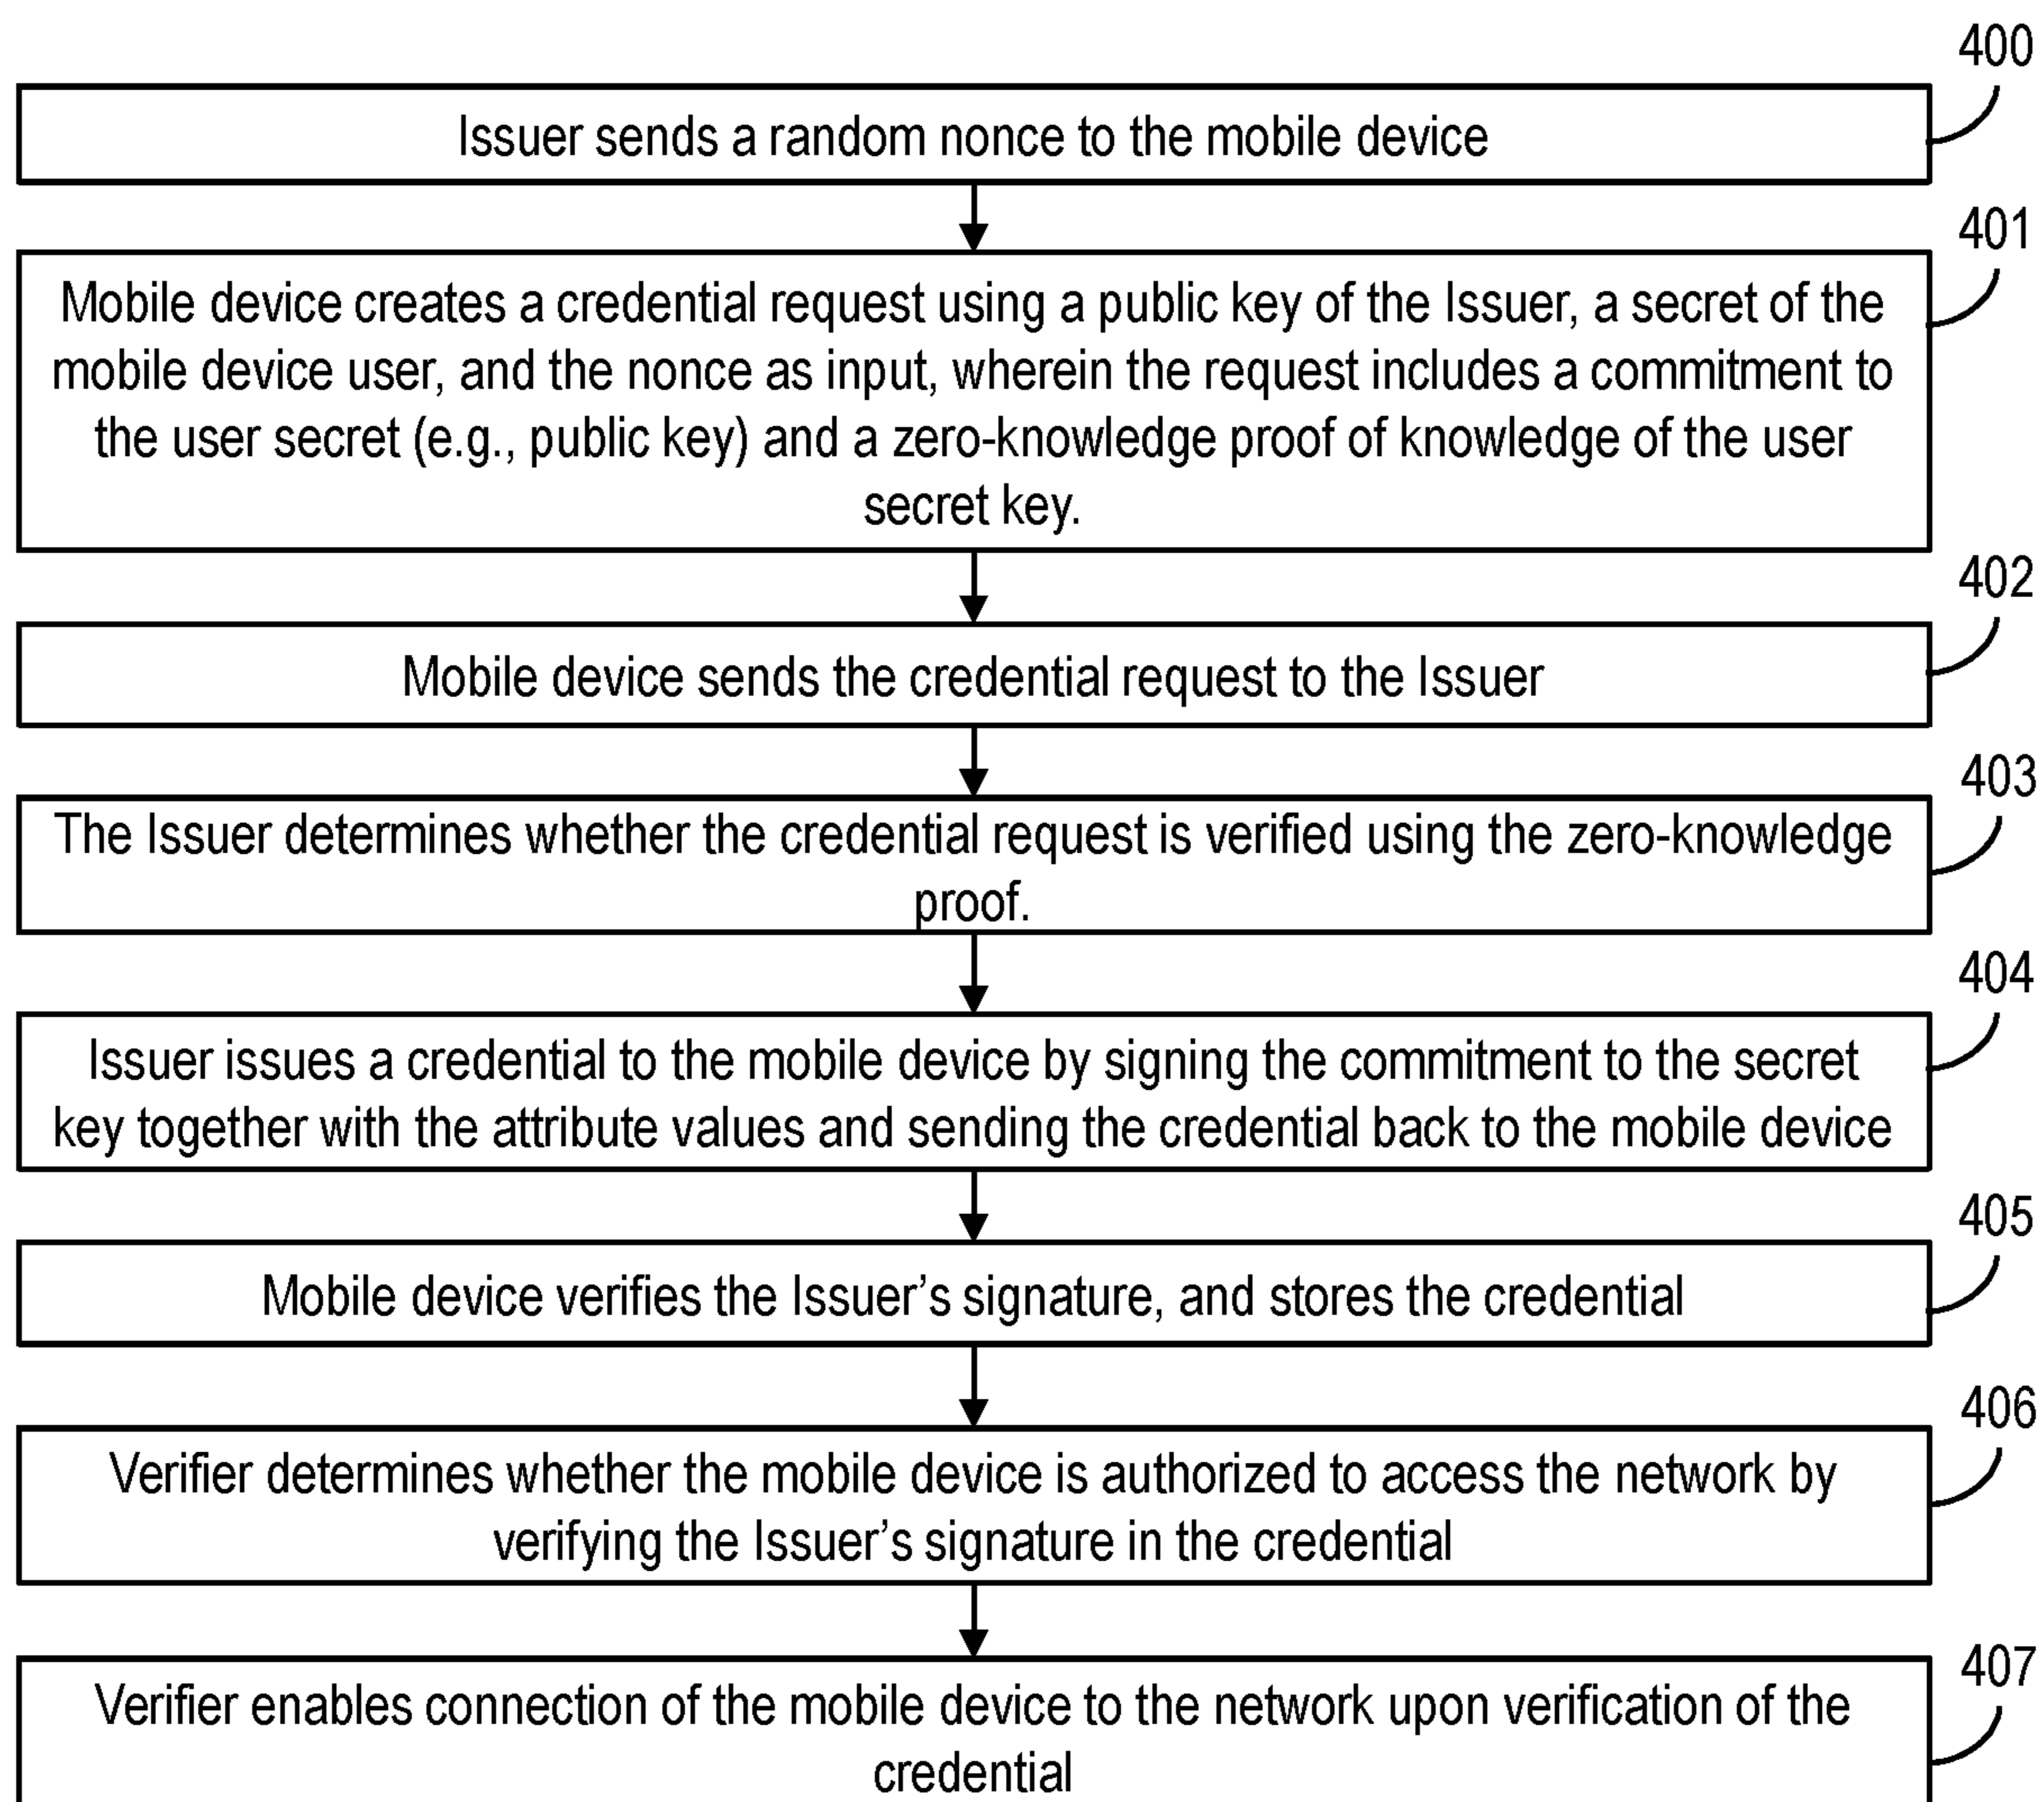 400
Issuer sends a random nonce to the mobile device
401
Mobile device creates a credential request using a public key of the Issuer, a secret of the
mobile device user, and the nonce as input, wherein the request includes a commitment to
the user secret (e.g., public key) and a zero-knowledge proof of knowledge of the user
secret key.
402
Mobile device sends the credential request to the Issuer
403
The Issuer determines whether the credential request is verified using the zero-knowledge
proof.
404
Issuer issues a credential to the mobile device by signing the commitment to the secret
key together with the attribute values and sending the credential back to the mobile device
405
Mobile device verifies the Issuer’s signature, and stores the credential
406
Verifier determines whether the mobile device is authorized to access the network by
verifying the Issuer’s signature in the credential
407
Verifier enables connection of the mobile device to the network upon verification of the
credential